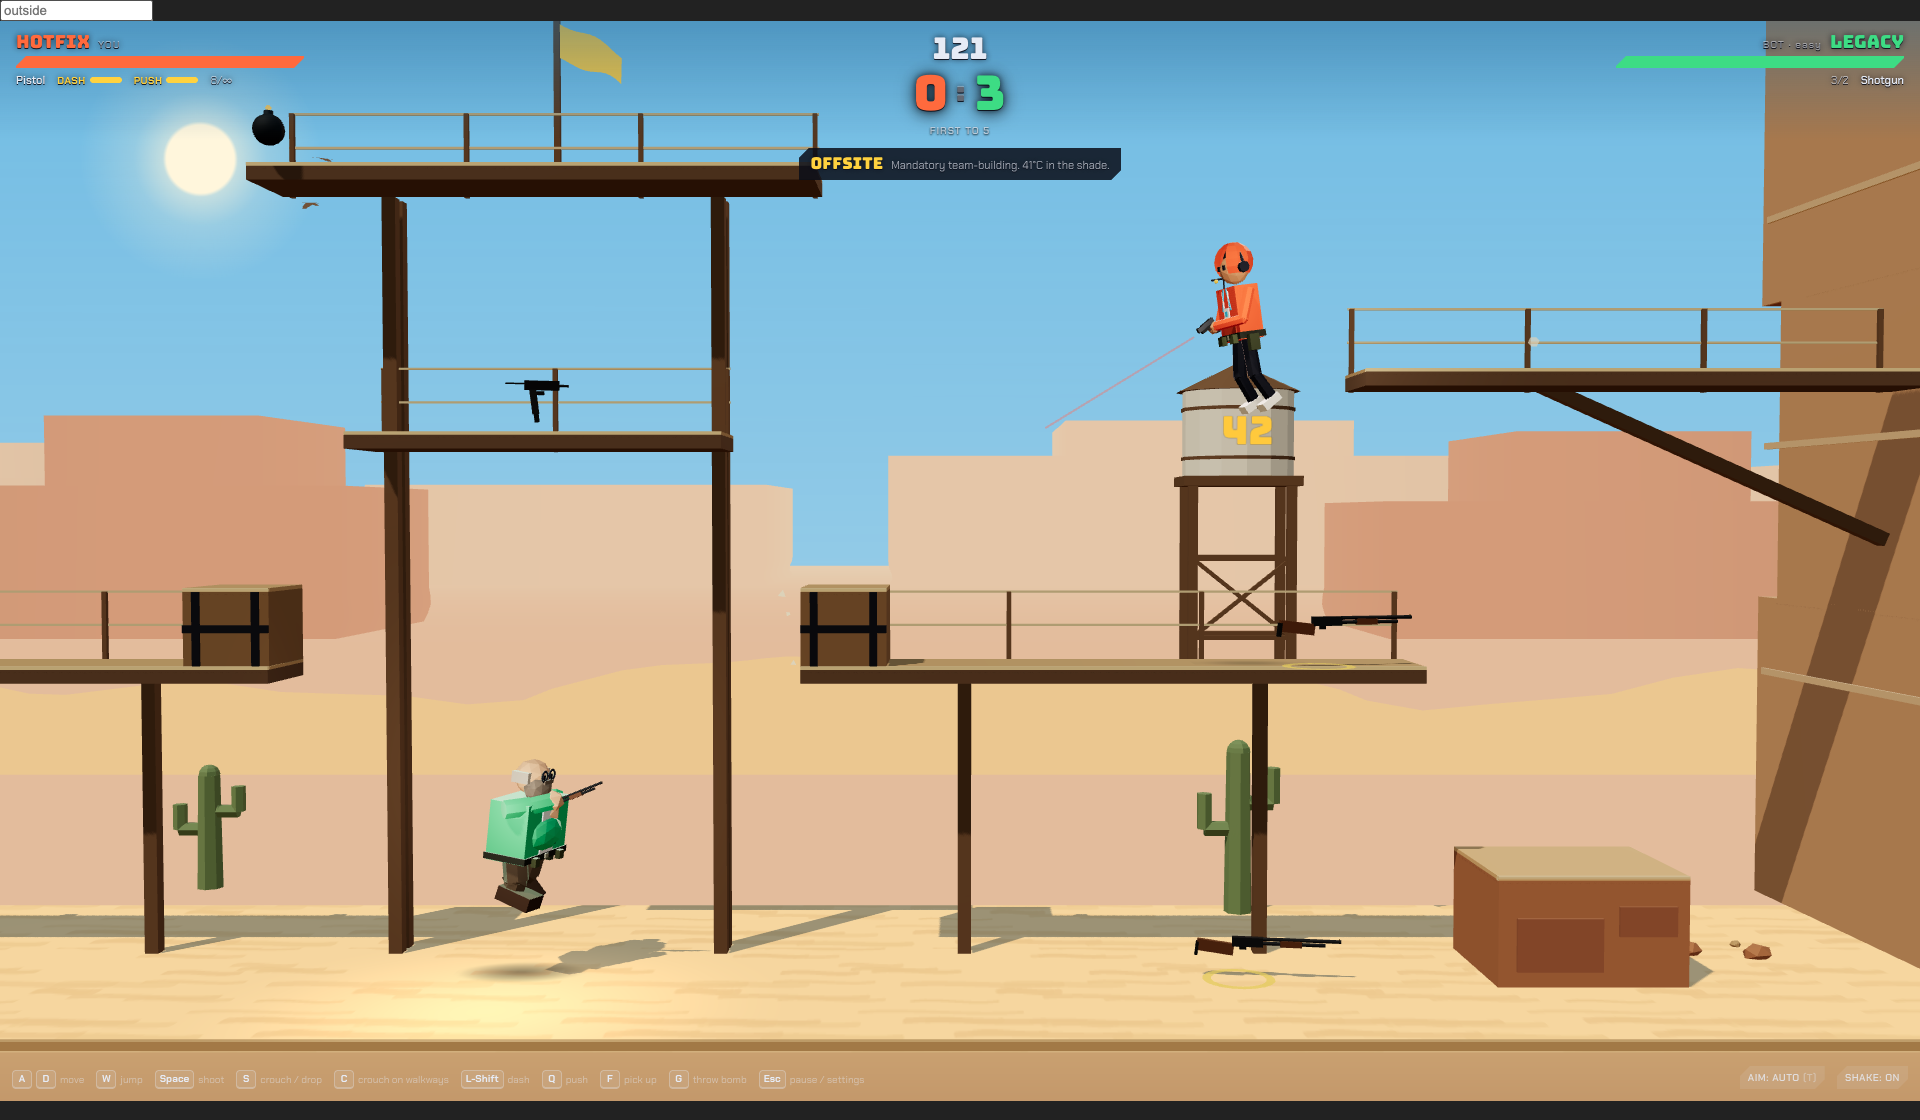 outside
HOTFIX YOU
Pistol DASH PUSH 8/∞
121
0 : 3
FIRST TO 5
OFFSITE Mandatory team-building. 41°C in the shade.
BOT · easy LEGACY
3/2 Shotgun
42
A D move W jump Space shoot S crouch / drop C crouch on walkways L-Shift dash Q push F pick up G throw bomb Esc pause / settings
AIM: AUTO [T] SHAKE: ON